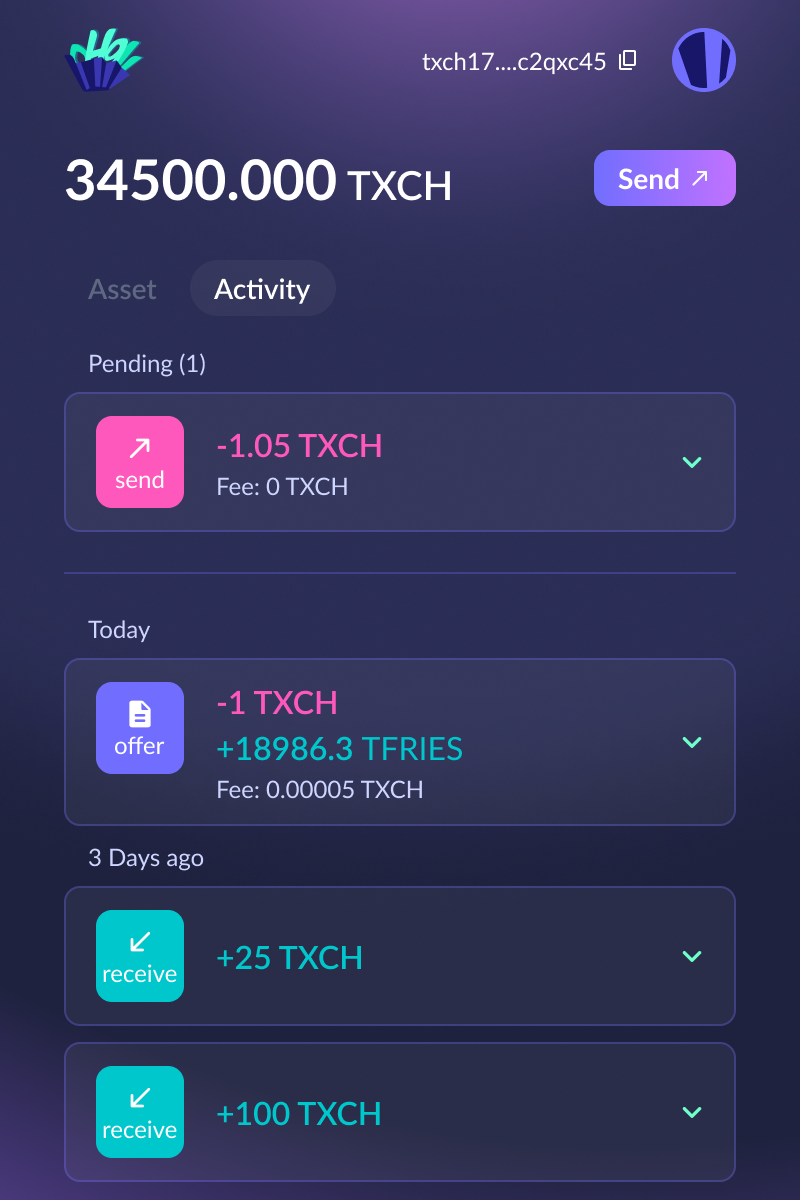 txch17....c2qxc45
34500.000 TXCH
Send
Asset
Activity
Pending (1)
send
-1.05 TXCH
Fee: 0 TXCH
Today
offer
-1 TXCH
+18986.3 TFRIES
Fee: 0.00005 TXCH
3 Days ago
receive
+25 TXCH
receive
+100 TXCH